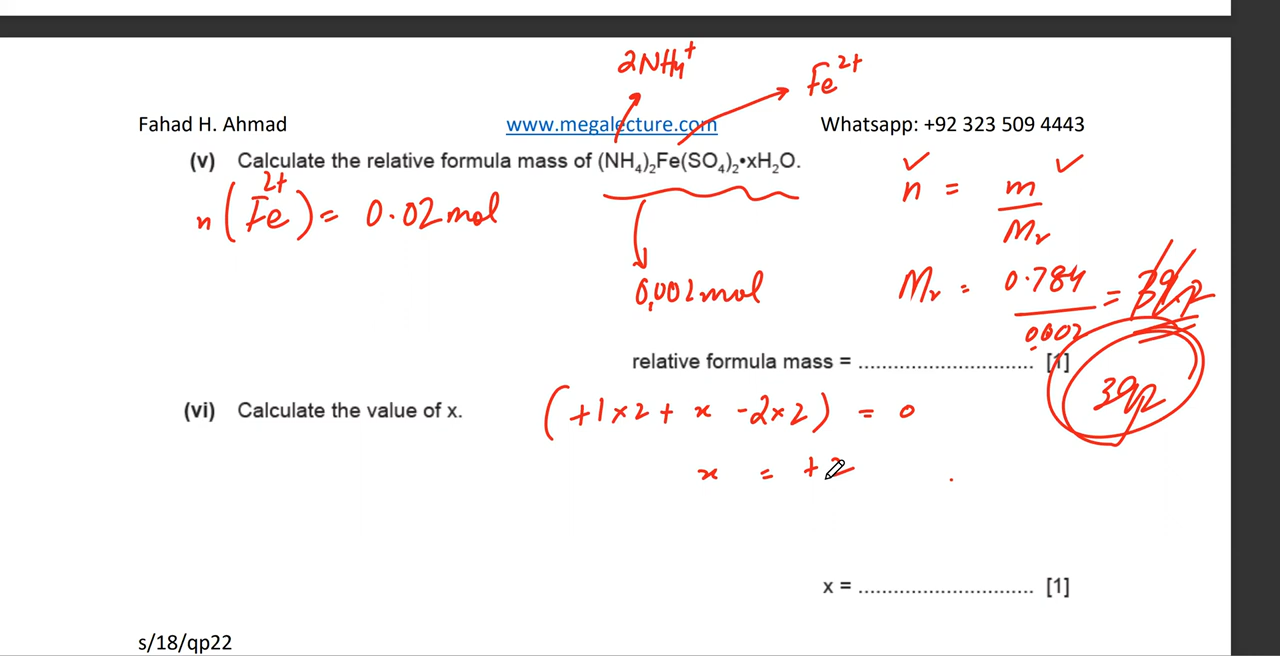 2NH₄⁺
Fe²⁺
Fahad H. Ahmad www.megalecture.com Whatsapp: +92 323 509 4443
(v) Calculate the relative formula mass of (NH₄)₂Fe(SO₄)₂•xH₂O.
n (Fe²⁺) = 0.02 mol
n = m / Mr
0.002 mol
Mr = 0.784 / 0.002 = 392
relative formula mass = ................................ [1]
392
(vi) Calculate the value of x.
(+1×2 + x -2×2) = 0
x = +2
x = ................................ [1]
s/18/qp22